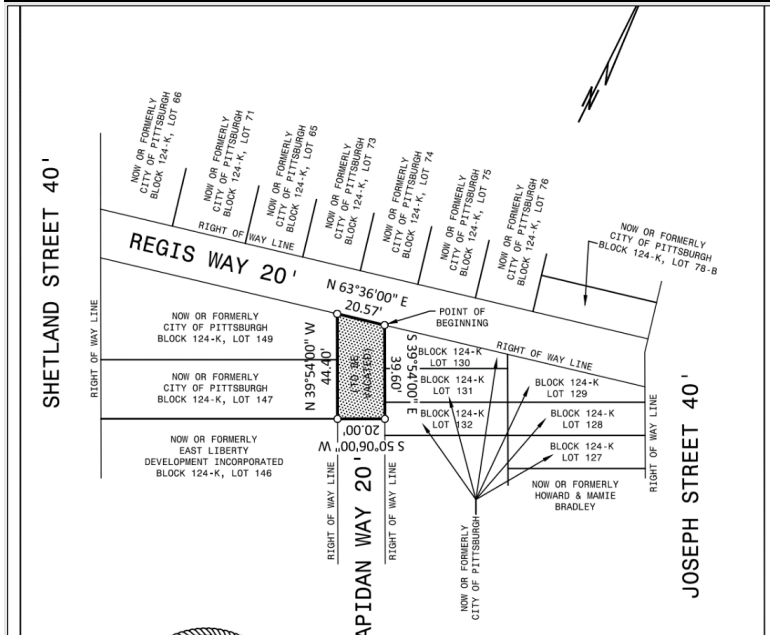 NOW OR FORMERLY
CITY OF PITTSBURGH
BLOCK 124-K, LOT 66
NOW OR FORMERLY
CITY OF PITTSBURGH
BLOCK 124-K, LOT 71
NOW OR FORMERLY
CITY OF PITTSBURGH
BLOCK 124-K, LOT 65
NOW OR FORMERLY
CITY OF PITTSBURGH
BLOCK 124-K, LOT 73
NOW OR FORMERLY
CITY OF PITTSBURGH
BLOCK 124-K, LOT 74
NOW OR FORMERLY
CITY OF PITTSBURGH
BLOCK 124-K, LOT 75
NOW OR FORMERLY
CITY OF PITTSBURGH
BLOCK 124-K, LOT 76
NOW OR FORMERLY
CITY OF PITTSBURGH
BLOCK 124-K, LOT 78-B
SHETLAND STREET 40'
RIGHT OF WAY LINE
RIGHT OF WAY LINE
REGIS WAY 20'
N 63°36'00" E
20.57'
POINT OF
BEGINNING
NOW OR FORMERLY
CITY OF PITTSBURGH
BLOCK 124-K, LOT 149
NOW OR FORMERLY
CITY OF PITTSBURGH
BLOCK 124-K, LOT 147
NOW OR FORMERLY
EAST LIBERTY
DEVELOPMENT INCORPORATED
BLOCK 124-K, LOT 146
N 39°54'00" W
44.40'
(TO BE
VACATED)
39.60'
S 39°54'00" E
S 50°06'00" W
20.00'
RIGHT OF WAY LINE
APIDAN WAY 20'
RIGHT OF WAY LINE
RIGHT OF WAY LINE
BLOCK 124-K
LOT 130
BLOCK 124-K
LOT 131
BLOCK 124-K
LOT 132
BLOCK 124-K
LOT 129
BLOCK 124-K
LOT 128
BLOCK 124-K
LOT 127
NOW OR FORMERLY
HOWARD & MAMIE
BRADLEY
NOW OR FORMERLY
CITY OF PITTSBURGH
RIGHT OF WAY LINE
JOSEPH STREET 40'